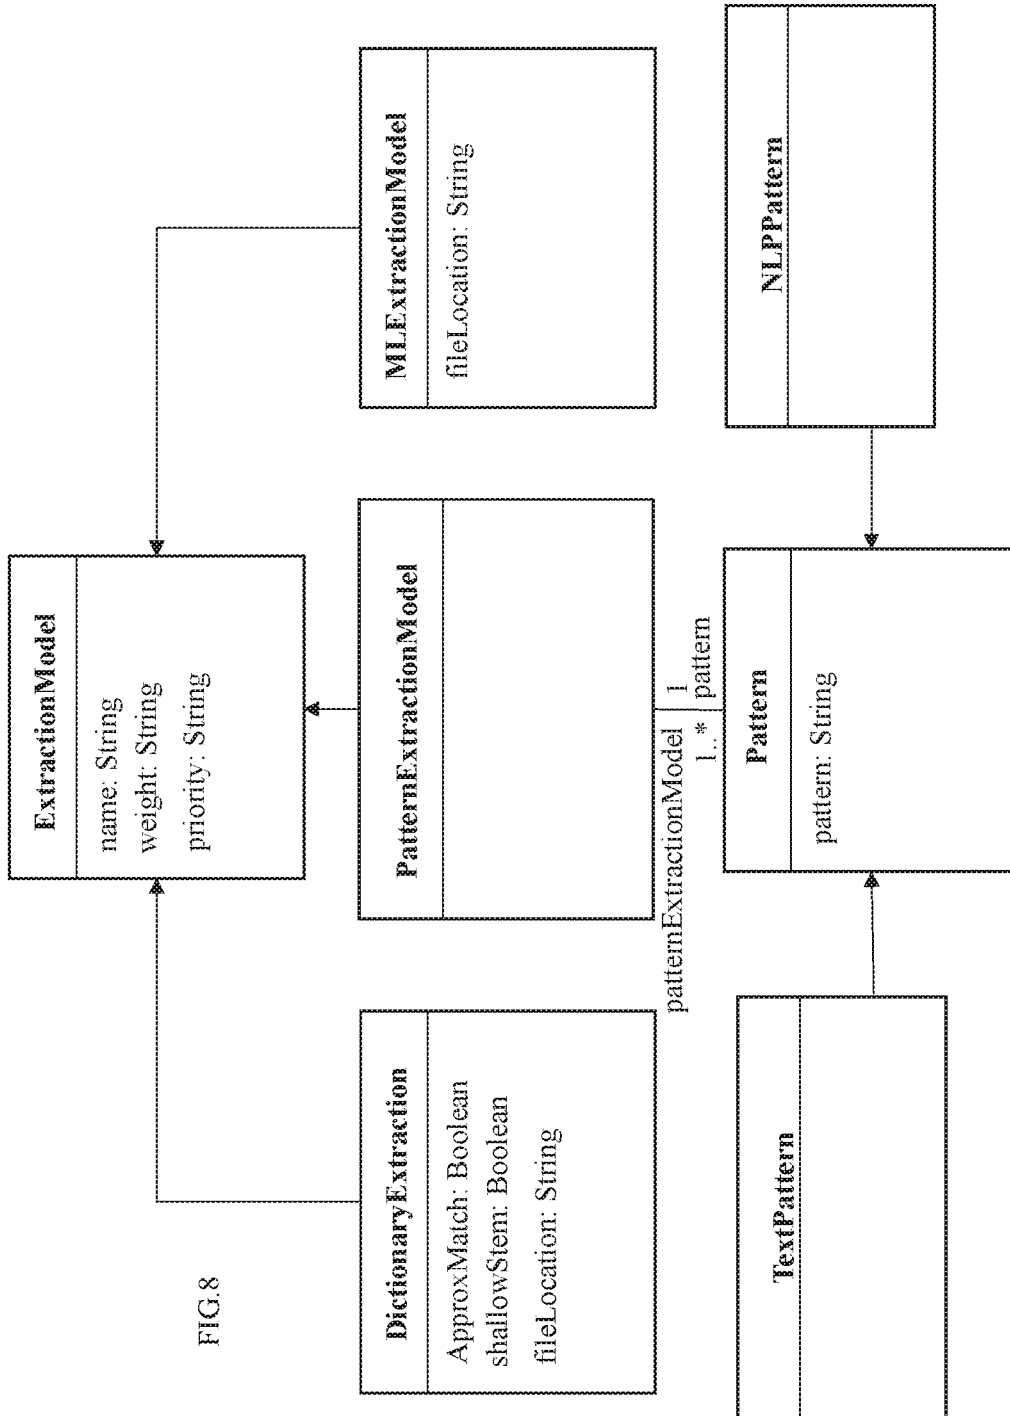 FIG.8
ExtractionModel
name: String
weight: String
priority: String
DictionaryExtraction
ApproxMatch: Boolean
shallowStem: Boolean
fileLocation: String
PatternExtractionModel
MLExtractionModel
fileLocation: String
patternExtractionModel 1
1..* pattern
TextPattern
Pattern
pattern: String
NLPPattern